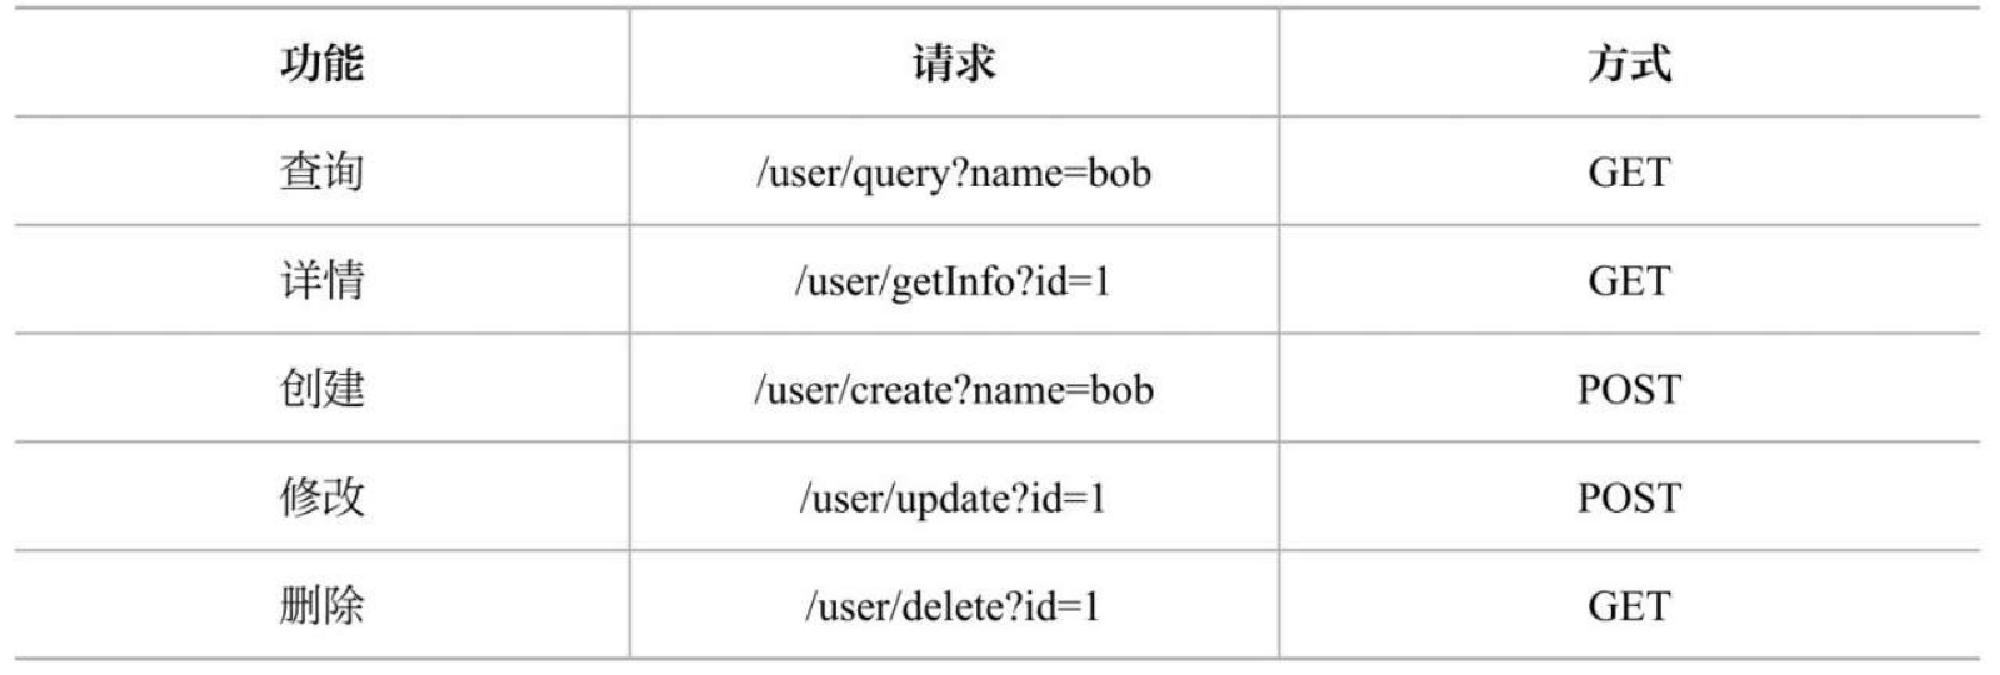 功能 请求 方式
查询 /user/query?name=bob GET
详情 /user/getInfo?id=1 GET
创建 /user/create?name=bob POST
修改 /user/update?id=1 POST
删除 /user/delete?id=1 GET